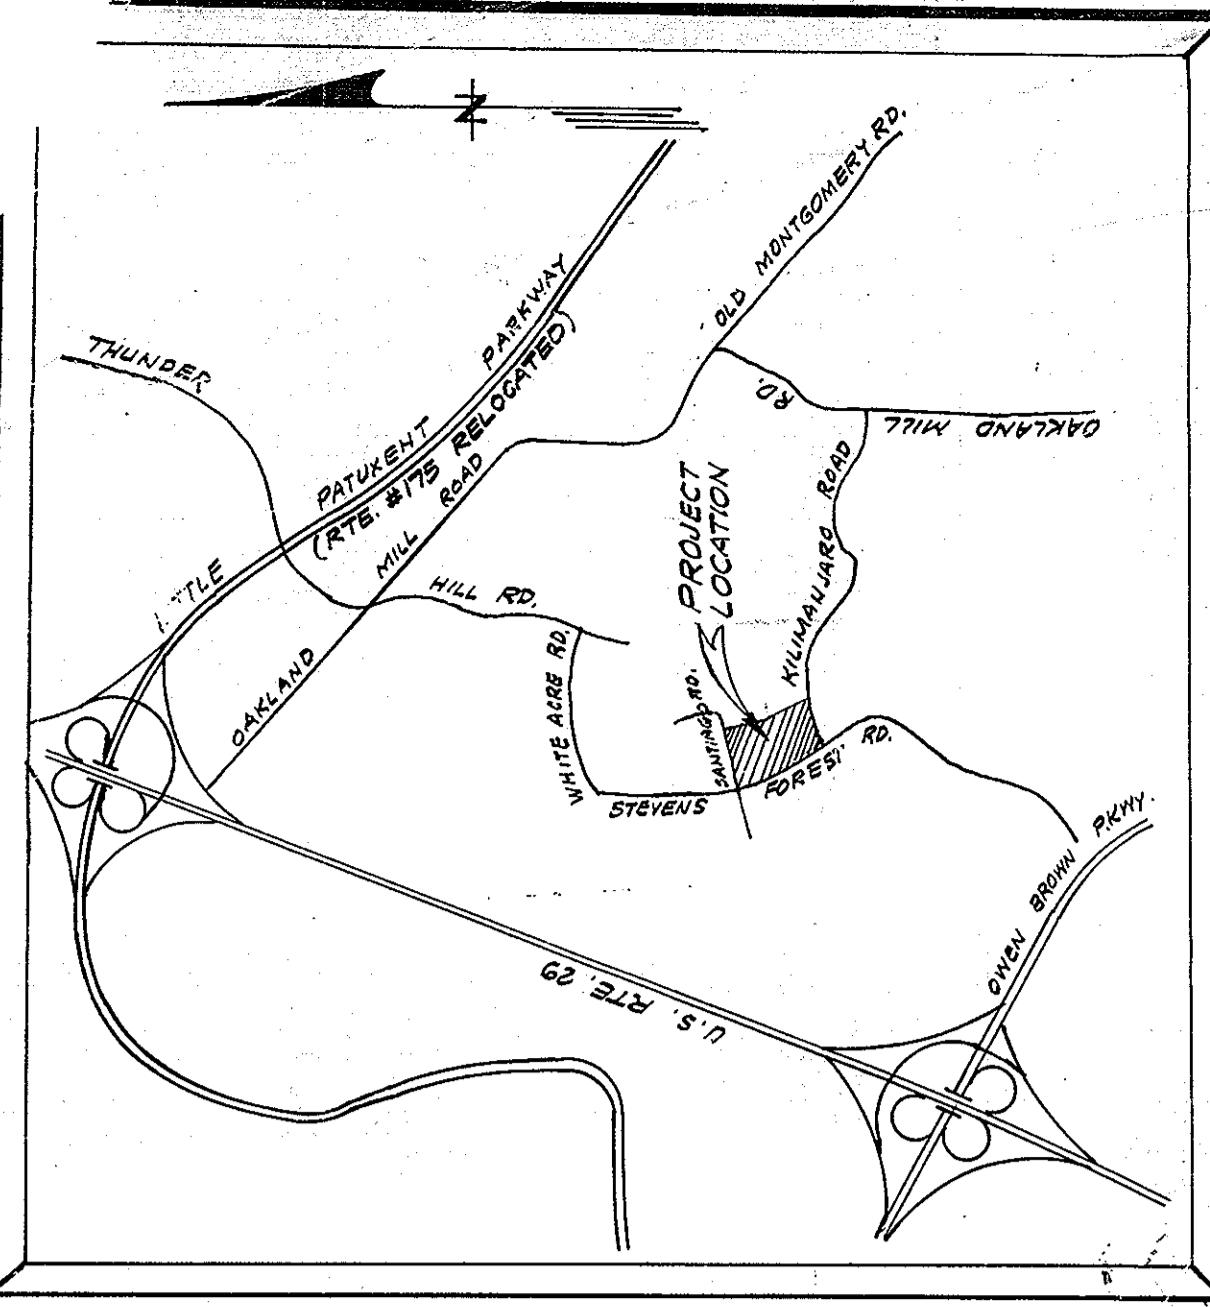 N
OLD MONTGOMERY RD.
THUNDER
PARKWAY
PATUXENT
(RTE. #175 RELOCATED)
RD.
OAKLAND MILL
ROAD
MILL
PROJECT
LOCATION
KILIMANJARO ROAD
HILL RD.
OAKLAND
WHITE ACRE RD.
SANTIAGO RD.
STEVENS
FOREST RD.
OWEN BROWN PKWY.
U.S. RTE. 29